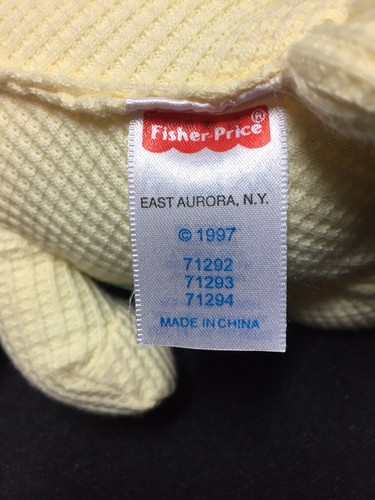 Fisher-Price®
EAST AURORA, N.Y.
© 1997
71292
71293
71294
MADE IN CHINA